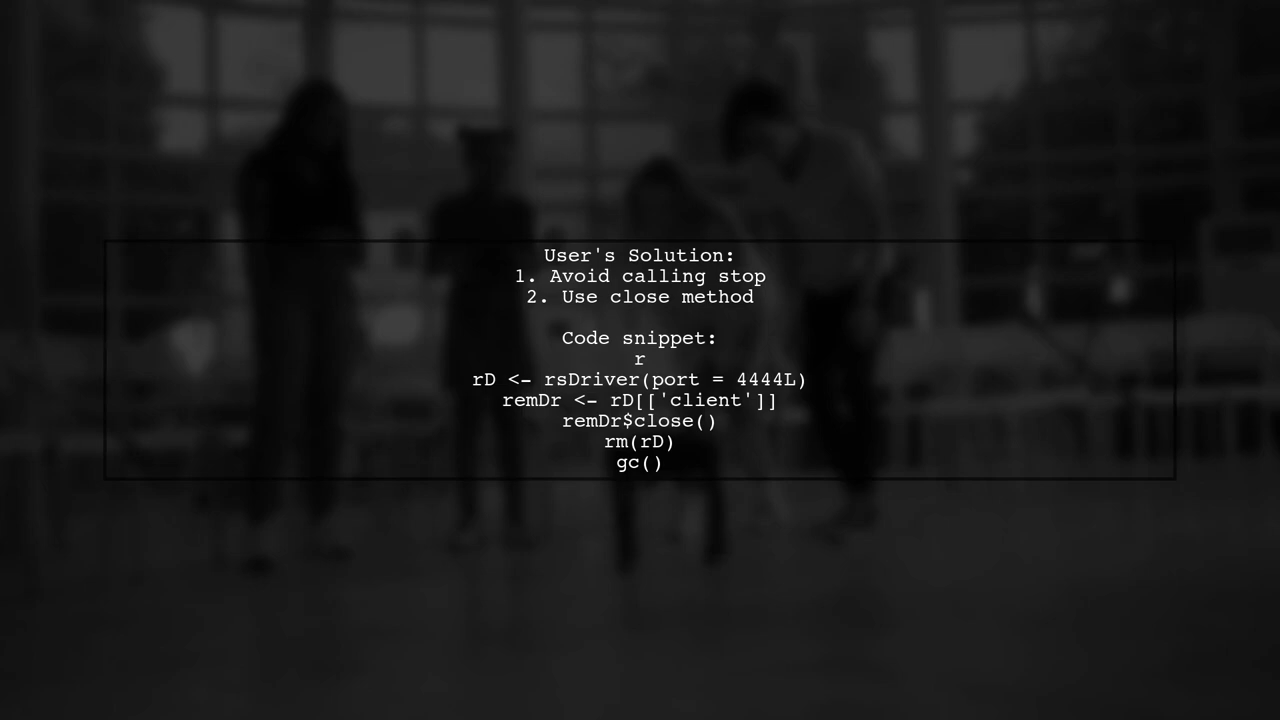 User's Solution:
1. Avoid calling stop
2. Use close method
Code snippet:
r
rD <- rsDriver(port = 4444L)
remDr <- rD[['client']]
remDr$close()
rm(rD)
gc()